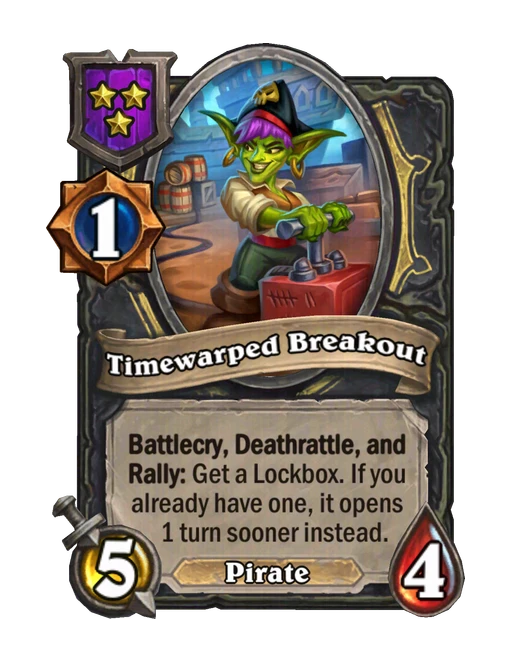 1
Timewarped Breakout
Battlecry, Deathrattle, and
Rally: Get a Lockbox. If you
already have one, it opens
1 turn sooner instead.
5
Pirate
4